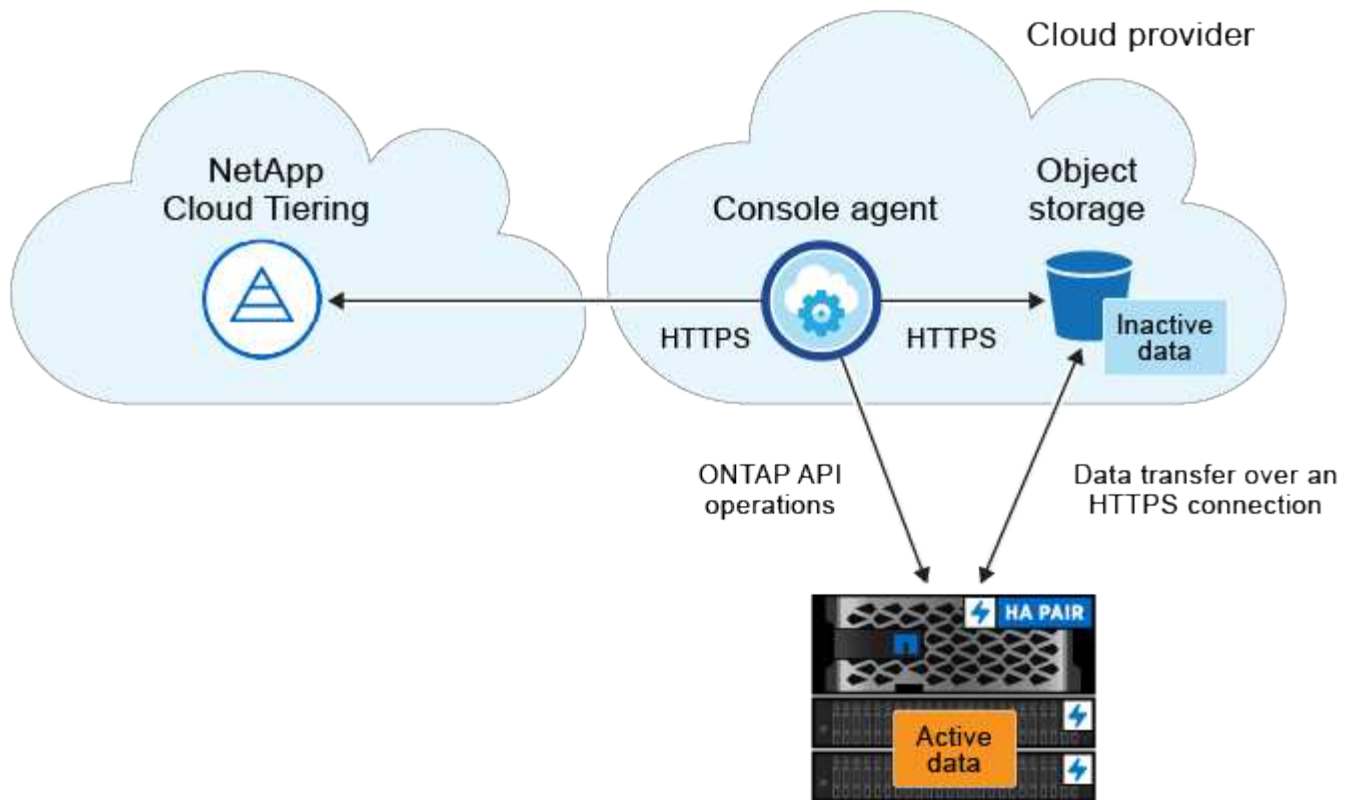 Cloud provider
NetApp
Cloud Tiering
Console agent
Object
storage
HTTPS
HTTPS
Inactive
data
ONTAP API
operations
Data transfer over an
HTTPS connection
HA PAIR
Active
data